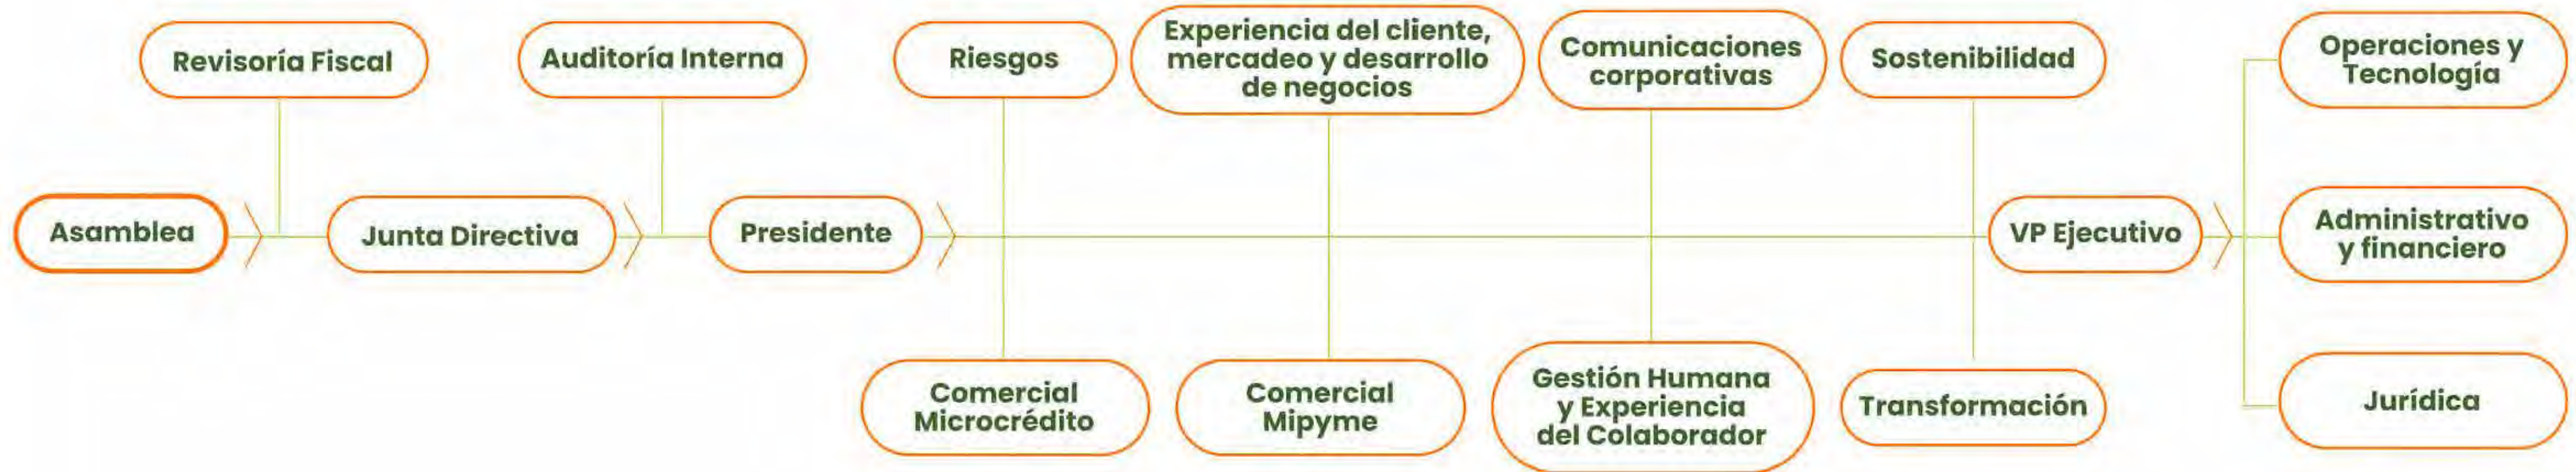 Revisoría Fiscal
Auditoría Interna
Riesgos
Experiencia del cliente,
mercadeo y desarrollo
de negocios
Comunicaciones
corporativas
Sostenibilidad
Operaciones y
Tecnología
Asamblea
Junta Directiva
Presidente
VP Ejecutivo
Administrativo
y financiero
Comercial
Microcrédito
Comercial
Mipyme
Gestión Humana
y Experiencia
del Colaborador
Transformación
Jurídica